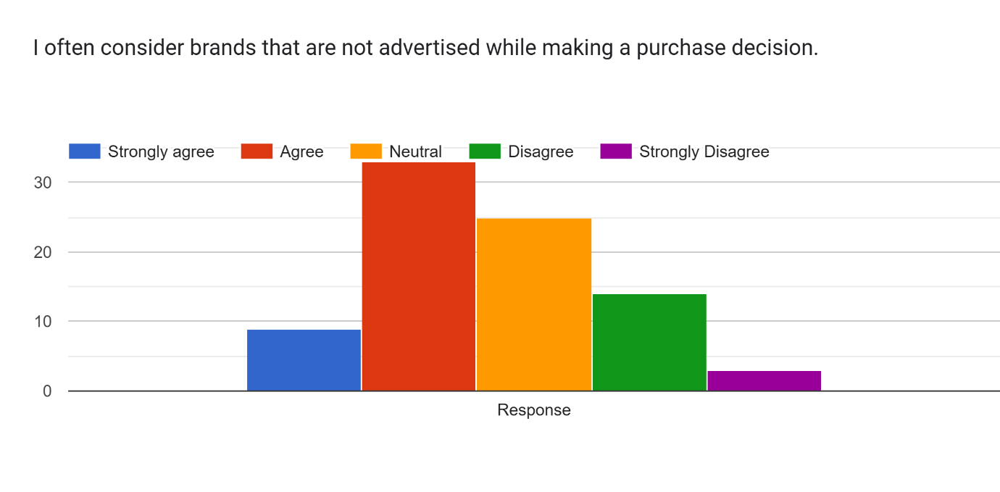 I often consider brands that are not advertised while making a purchase decision.
Strongly agree Agree Neutral Disagree Strongly Disagree
30
20
10
0
Response